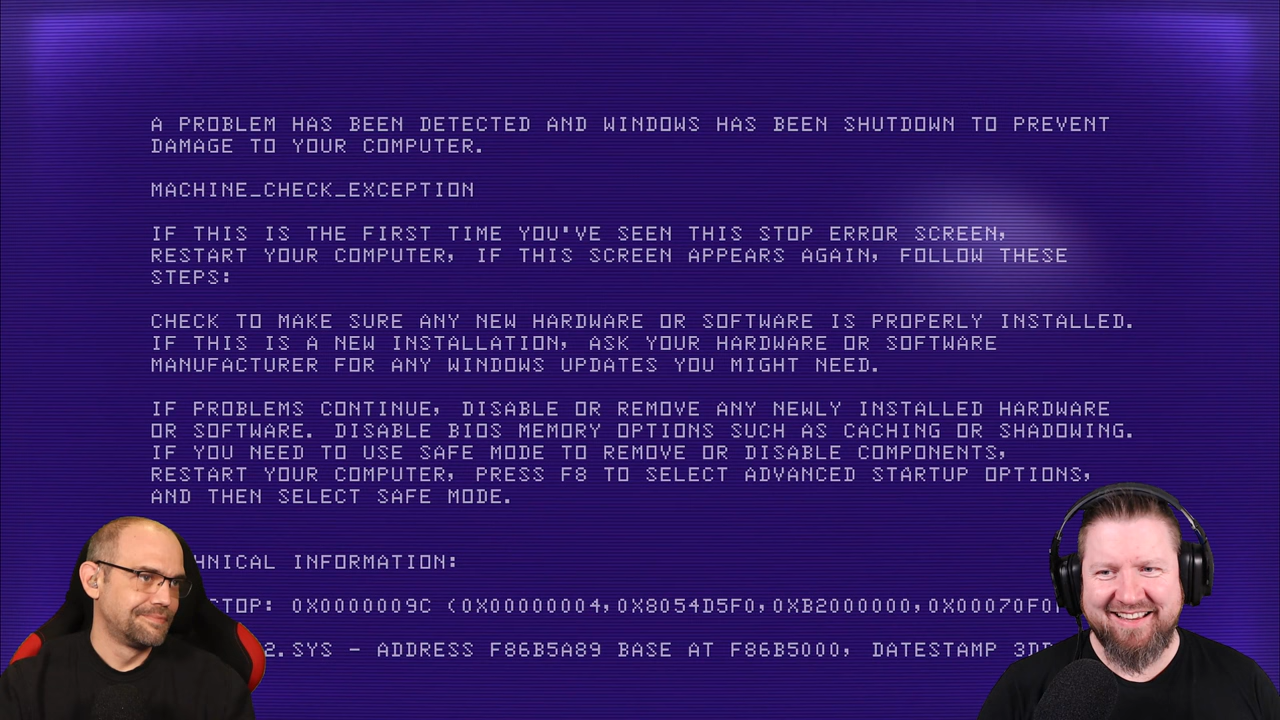 A PROBLEM HAS BEEN DETECTED AND WINDOWS HAS BEEN SHUTDOWN TO PREVENT
DAMAGE TO YOUR COMPUTER.
MACHINE_CHECK_EXCEPTION
IF THIS IS THE FIRST TIME YOU'VE SEEN THIS STOP ERROR SCREEN,
RESTART YOUR COMPUTER, IF THIS SCREEN APPEARS AGAIN, FOLLOW THESE
STEPS:
CHECK TO MAKE SURE ANY NEW HARDWARE OR SOFTWARE IS PROPERLY INSTALLED.
IF THIS IS A NEW INSTALLATION, ASK YOUR HARDWARE OR SOFTWARE
MANUFACTURER FOR ANY WINDOWS UPDATES YOU MIGHT NEED.
IF PROBLEMS CONTINUE, DISABLE OR REMOVE ANY NEWLY INSTALLED HARDWARE
OR SOFTWARE. DISABLE BIOS MEMORY OPTIONS SUCH AS CACHING OR SHADOWING.
IF YOU NEED TO USE SAFE MODE TO REMOVE OR DISABLE COMPONENTS,
RESTART YOUR COMPUTER, PRESS F8 TO SELECT ADVANCED STARTUP OPTIONS,
AND THEN SELECT SAFE MODE.
HNICAL INFORMATION:
TOP: 0X0000009C (0X00000004,0X8054D5F0,0XB2000000,0X00070F0
2.SYS - ADDRESS F86B5A89 BASE AT F86B5000, DATESTAMP 3DD